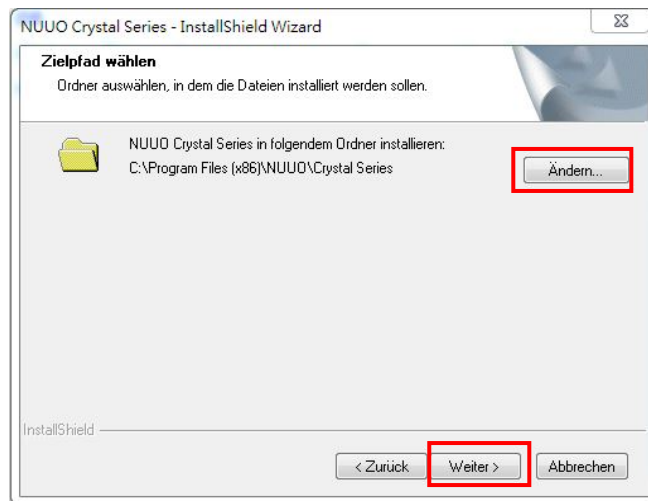 NUUO Crystal Series - InstallShield Wizard
Zielpfad wählen
Ordner auswählen, in dem die Dateien installiert werden sollen.
NUUO Crystal Series in folgendem Ordner installieren:
C:\Program Files (x86)\NUUO\Crystal Series
Ändern...
InstallShield
< Zurück
Weiter >
Abbrechen